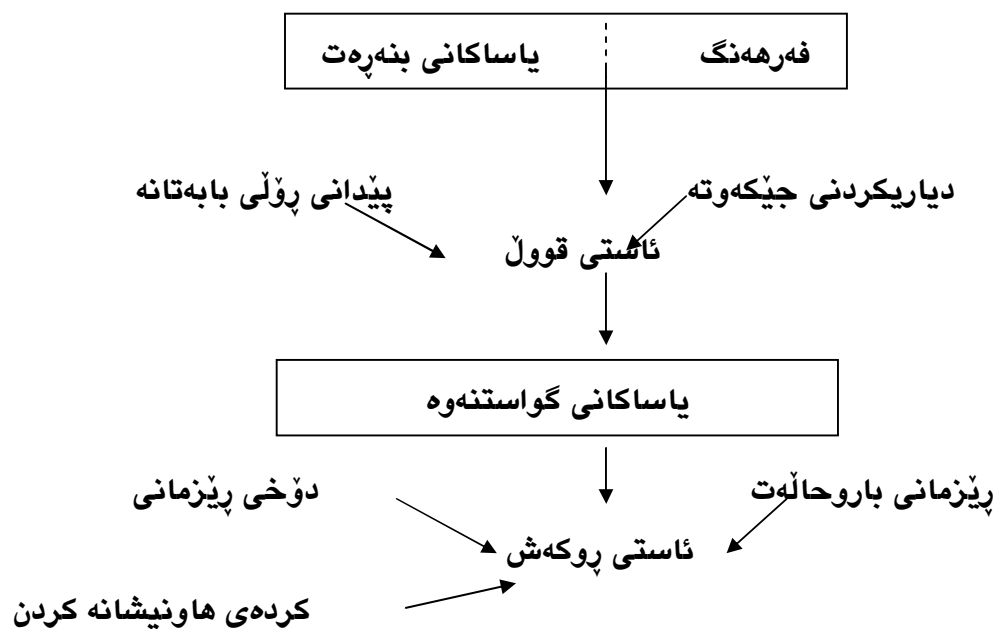 فەرهەنگ یاساکانی بنەڕەت
دیاریکردنی جێکەوتە
پێدانی ڕۆڵی بابەتانە
ئاستی قووڵ
یاساکانی گواستنەوە
ڕێزمانی باروحاڵەت
دۆخی ڕێزمانی
ئاستی ڕوکەش
کردەی هاونیشانە کردن